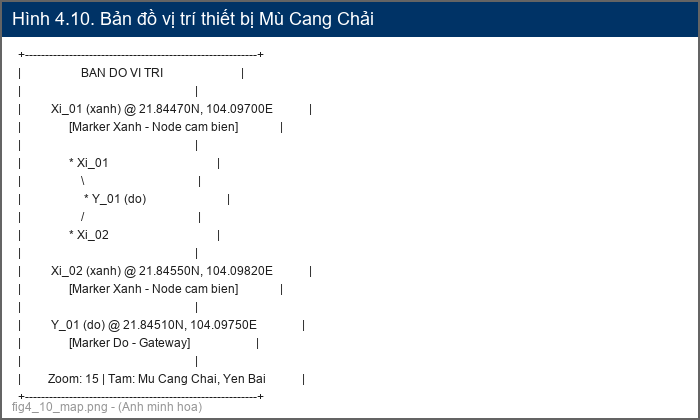 Hình 4.10. Bản đồ vị trí thiết bị Mù Cang Chải
+----------------------------------------------------------+
| BAN DO VI TRI |
| |
| Xi_01 (xanh) @ 21.84470N, 104.09700E |
| [Marker Xanh - Node cam bien] |
| |
| * Xi_01 |
| \ |
| * Y_01 (do) |
| / |
| * Xi_02 |
| |
| Xi_02 (xanh) @ 21.84550N, 104.09820E |
| [Marker Xanh - Node cam bien] |
| |
| Y_01 (do) @ 21.84510N, 104.09750E |
| [Marker Do - Gateway] |
| |
| Zoom: 15 | Tam: Mu Cang Chai, Yen Bai |
+----------------------------------------------------------+
fig4_10_map.png - (Anh minh hoa)